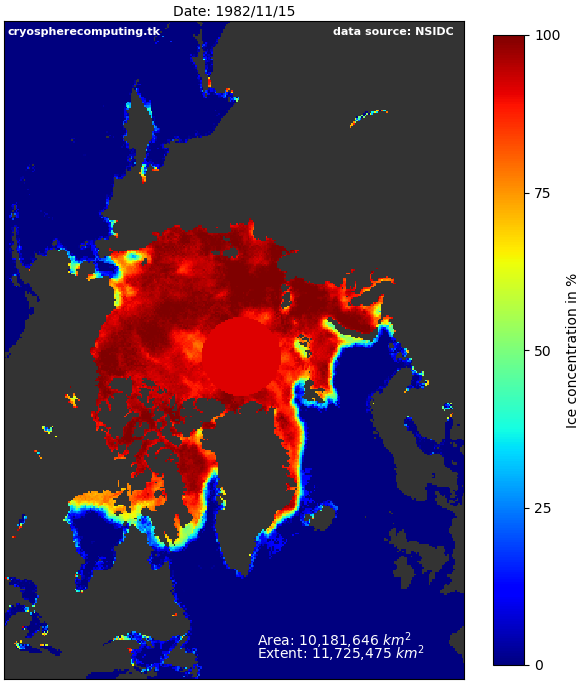 Date: 1982/11/15
cryospherecomputing.tk
data source: NSIDC
100
75
50
25
0
Ice concentration in %
Area: 10,181,646 km²
Extent: 11,725,475 km²